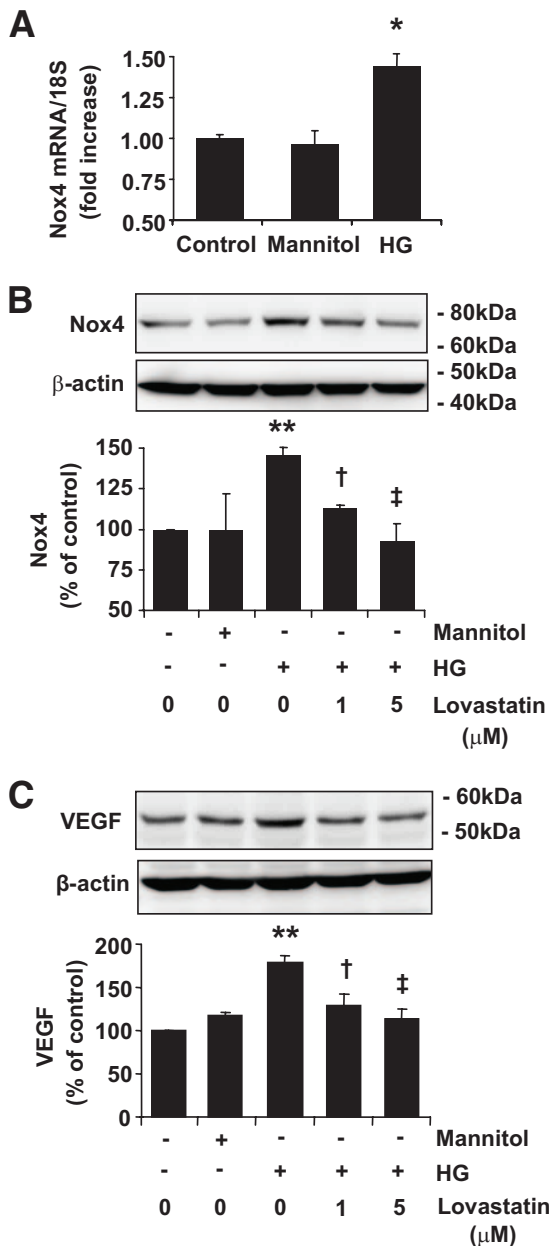 A
Nox4 mRNA/18S
(fold increase)
*
1.50
1.25
1.00
0.75
0.50
Control Mannitol HG
B
Nox4
- 80kDa
- 60kDa
β-actin
- 50kDa
- 40kDa
Nox4
(% of control)
**
†
‡
150
125
100
75
50
- + - - - Mannitol
- - + + + HG
0 0 0 1 5 Lovastatin
(μM)
C
VEGF
- 60kDa
- 50kDa
β-actin
VEGF
(% of control)
**
†
‡
200
150
100
50
0
- + - - - Mannitol
- - + + + HG
0 0 0 1 5 Lovastatin
(μM)